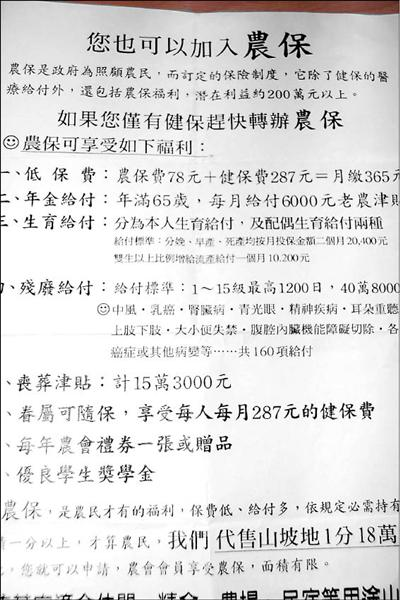 您也可以加入農保
農保是政府為照顧農民，而訂定的保險制度，它除了健保的醫
療給付外，還包括農保福利，潛在利益約200萬元以上。
如果您僅有健保趕快轉辦農保
☺農保可享受如下福利：
一、低保費：農保費78元＋健保費287元＝月繳365元
二、年金給付：年滿65歲，每月給付6000元老農津貼
三、生育給付：分為本人生育給付，及配偶生育給付兩種
給付標準：分娩、早產、死產均按月投保金額二個月20,400元
雙生以上比例增給流產給付一個月10.200元
、殘廢給付：給付標準：1～15級最高1200日，40萬8000
☺中風・乳癌・腎臟病・青光眼・精神疾病・耳朵重聽
上肢下肢・大小便失禁・腹腔內臟機能障礙切除・各
癌症或其他病變等……共160項給付
、喪葬津貼：計15萬3000元
、眷屬可隨保，享受每人每月287元的健保費
、每年農會禮券一張或贈品
、優良學生獎學金
農保，是農民才有的福利，保費低、給付多，依規定必需持有
積一分以上，才算農民，我們代售山坡地1分18萬
，您就可以申請，農會會員享受農保，面積有限。